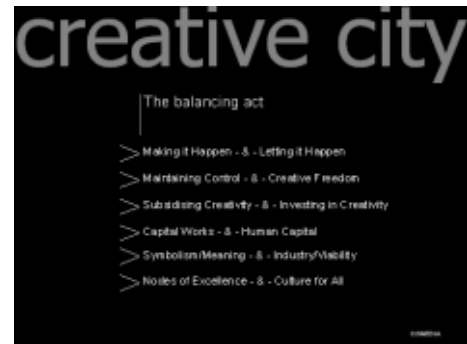 creative city
The balancing act
Making it Happen - & - Letting it Happen
Maintaining Control - & - Creative Freedom
Subsidising Creativity - & - Investing in Creativity
Capital Works - & - Human Capital
Symbolism/Meaning - & - Industry/Viability
Nodes of Excellence - & - Culture for All